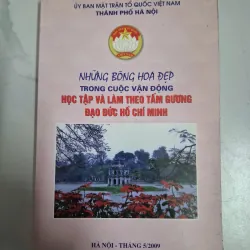 ỦY BAN MẶT TRẬN TỔ QUỐC VIỆT NAM
THÀNH PHỐ HÀ NỘI
NHỮNG BÔNG HOA ĐẸP
TRONG CUỘC VẬN ĐỘNG
HỌC TẬP VÀ LÀM THEO TẤM GƯƠNG
ĐẠO ĐỨC HỒ CHÍ MINH
HÀ NỘI - THÁNG 5/2009